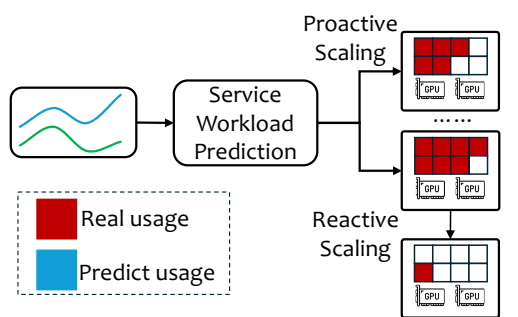 Proactive
Scaling
GPU GPU
......
Service
Workload
Prediction
GPU GPU
Real usage
Predict usage
Reactive
Scaling
GPU GPU